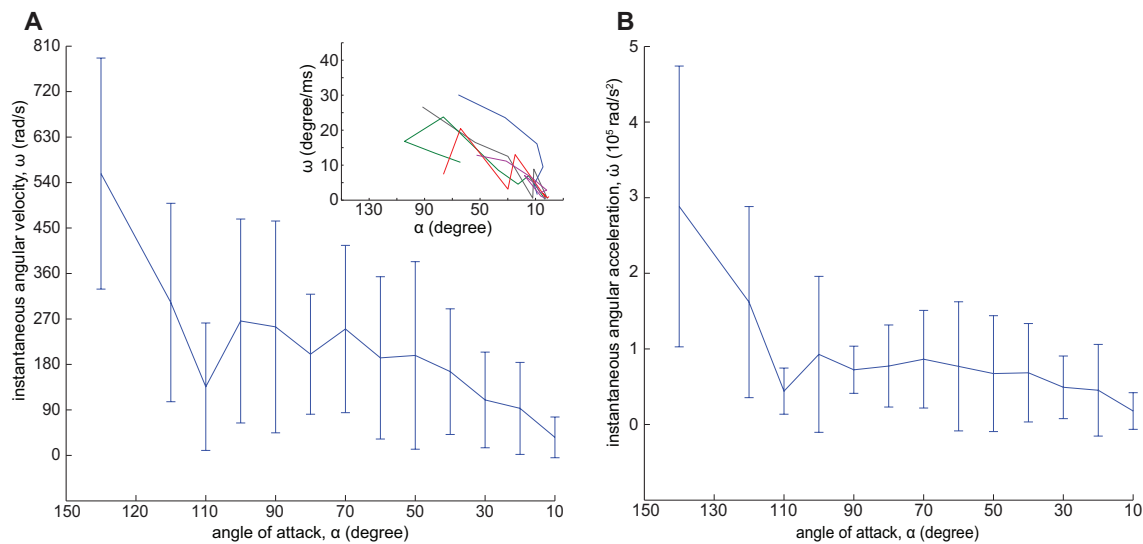 A
instantaneous angular velocity, ω (rad/s)
810
720
630
540
450
360
270
180
90
0
150 130 110 90 70 50 30 10
angle of attack, α (degree)
ω (degree/ms)
40
30
20
10
0
130 90 50 10
α (degree)
B
instantaneous angular acceleration, ω̇ (10⁵ rad/s²)
5
4
3
2
1
0
150 130 110 90 70 50 30 10
angle of attack, α (degree)